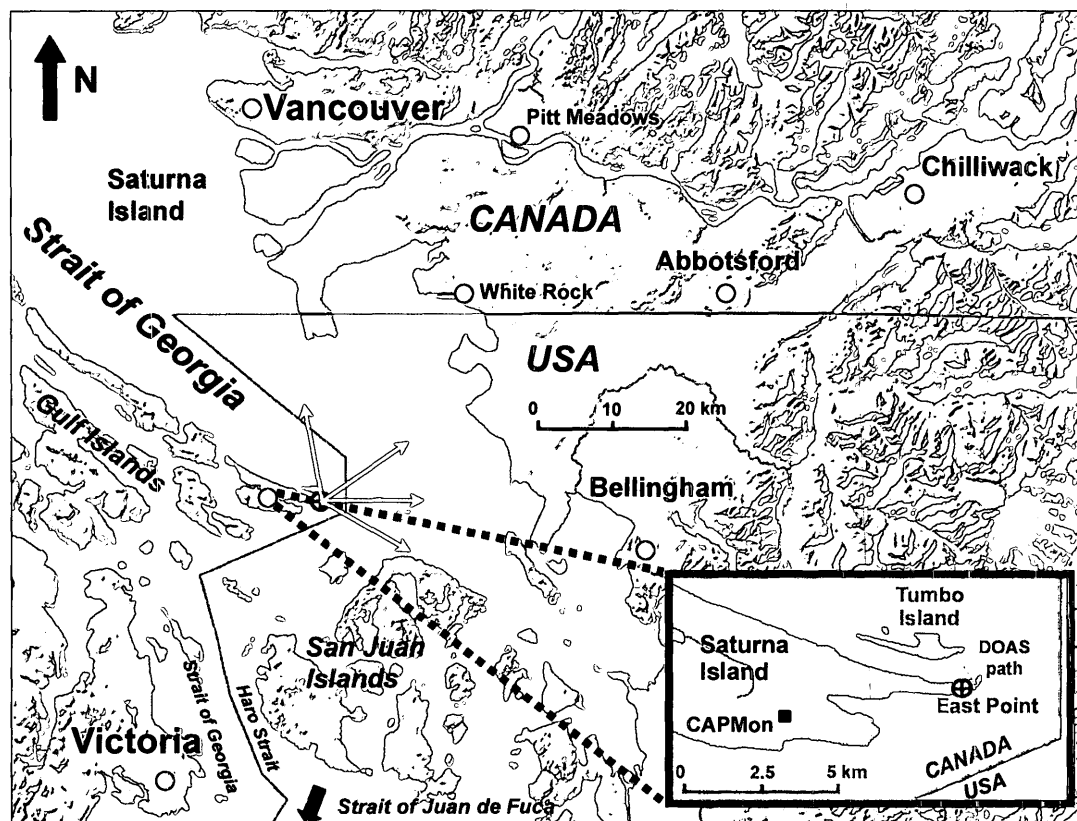 N
Vancouver
Pitt Meadows
Chilliwack
Saturna
Island
CANADA
Abbotsford
White Rock
Strait of Georgia
USA
0 10 20 km
Gulf Islands
Bellingham
Tumbo
Island
Saturna
Island
DOAS
path
East Point
CAPMon
0 2.5 5 km
CANADA
USA
San Juan
Islands
Strait of Georgia
Haro Strait
Victoria
Strait of Juan de Fuca